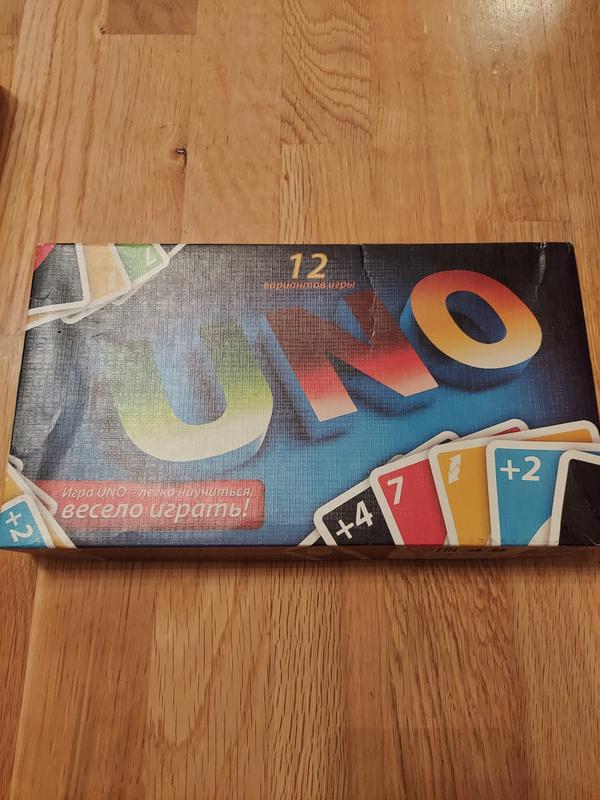 12
вариантов игры
UNO
Игра UNO – легко научиться,
весело играть!
+2
+4
7
+2